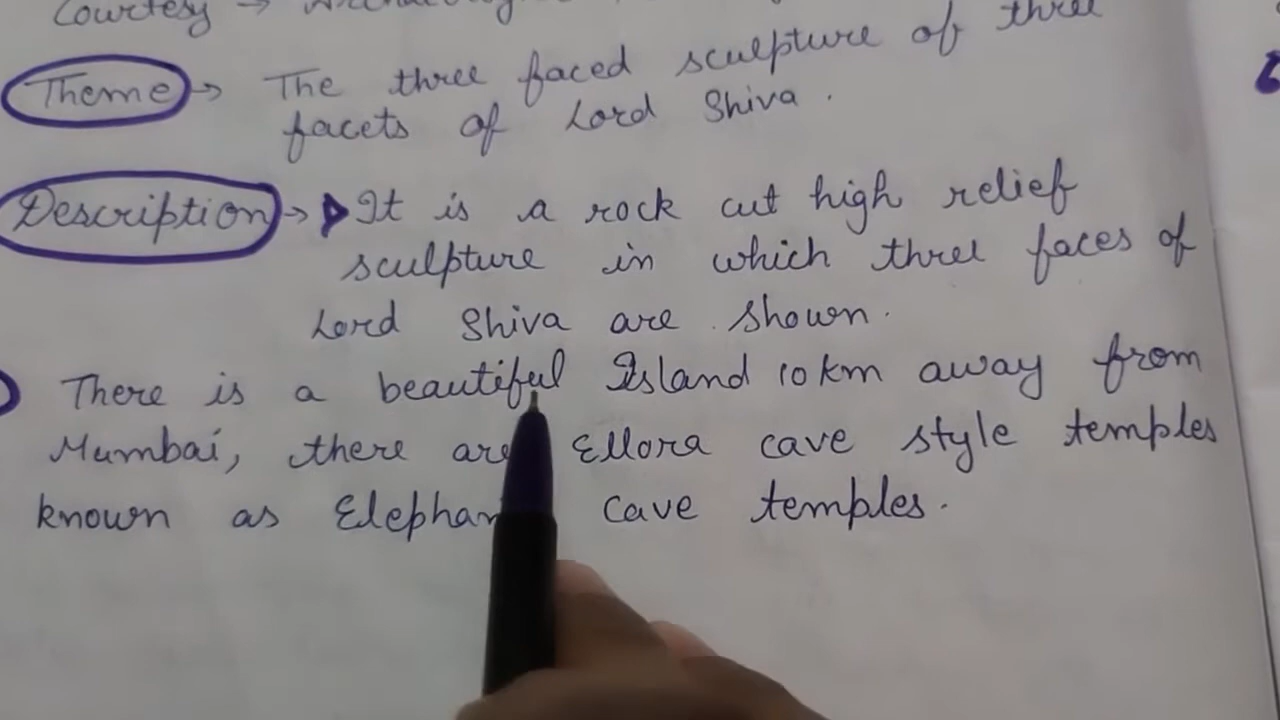 Courtesy →
Theme → The three faced sculpture of three
facets of Lord Shiva.
Description → It is a rock cut high relief
sculpture in which three faces of
Lord Shiva are shown.
There is a beautiful Island 10 km away from
Mumbai, there are Ellora cave style temples
known as cave temples.